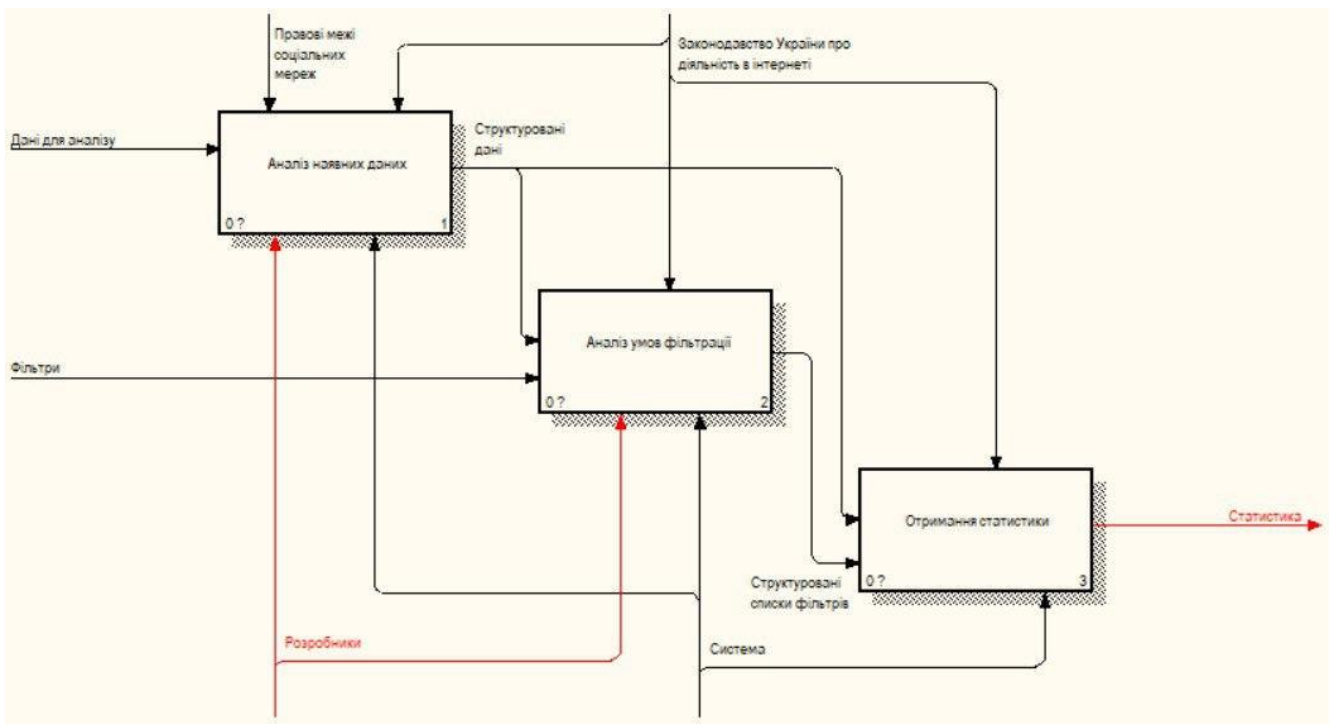 Правові межі
соціальних
мереж
Законодавство України про
діяльність в інтернеті
Дані для аналізу
Структуровані
дані
Аналіз наявних даних
0 ?
1
Аналіз умов фільтрації
Фільтри
0 ?
2
Отримання статистики
Статистика
0 ?
3
Структуровані
списки фільтрів
Розробники
Система